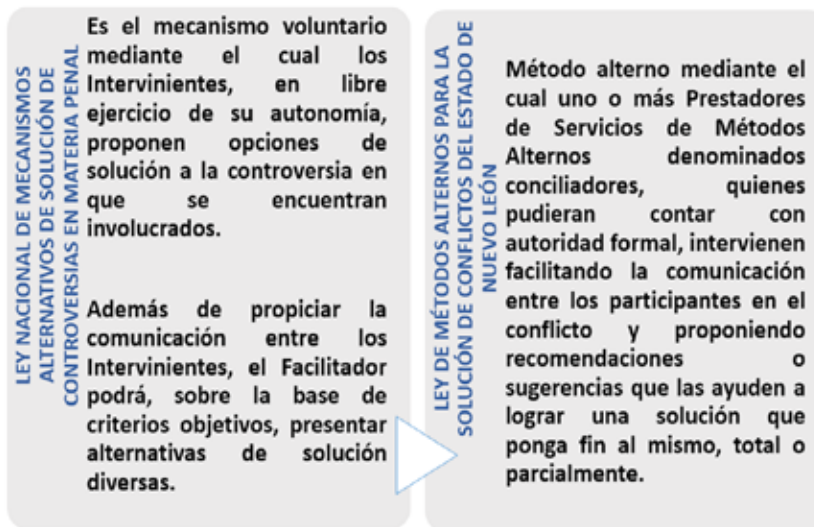 LEY NACIONAL DE MECANISMOS
ALTERNATIVOS DE SOLUCIÓN DE
CONTROVERSIAS EN MATERIA PENAL
Es el mecanismo voluntario
mediante el cual los
Intervinientes, en libre
ejercicio de su autonomía,
proponen opciones de
solución a la controversia en
que se encuentran
involucrados.
Además de propiciar la
comunicación entre los
Intervinientes, el Facilitador
podrá, sobre la base de
criterios objetivos, presentar
alternativas de solución
diversas.
LEY DE MÉTODOS ALTERNOS PARA LA
SOLUCIÓN DE CONFLICTOS DEL ESTADO DE
NUEVO LEÓN
Método alterno mediante el
cual uno o más Prestadores
de Servicios de Métodos
Alternos denominados
conciliadores, quienes
pudieran contar con
autoridad formal, intervienen
facilitando la comunicación
entre los participantes en el
conflicto y proponiendo
recomendaciones o
sugerencias que las ayuden a
lograr una solución que
ponga fin al mismo, total o
parcialmente.